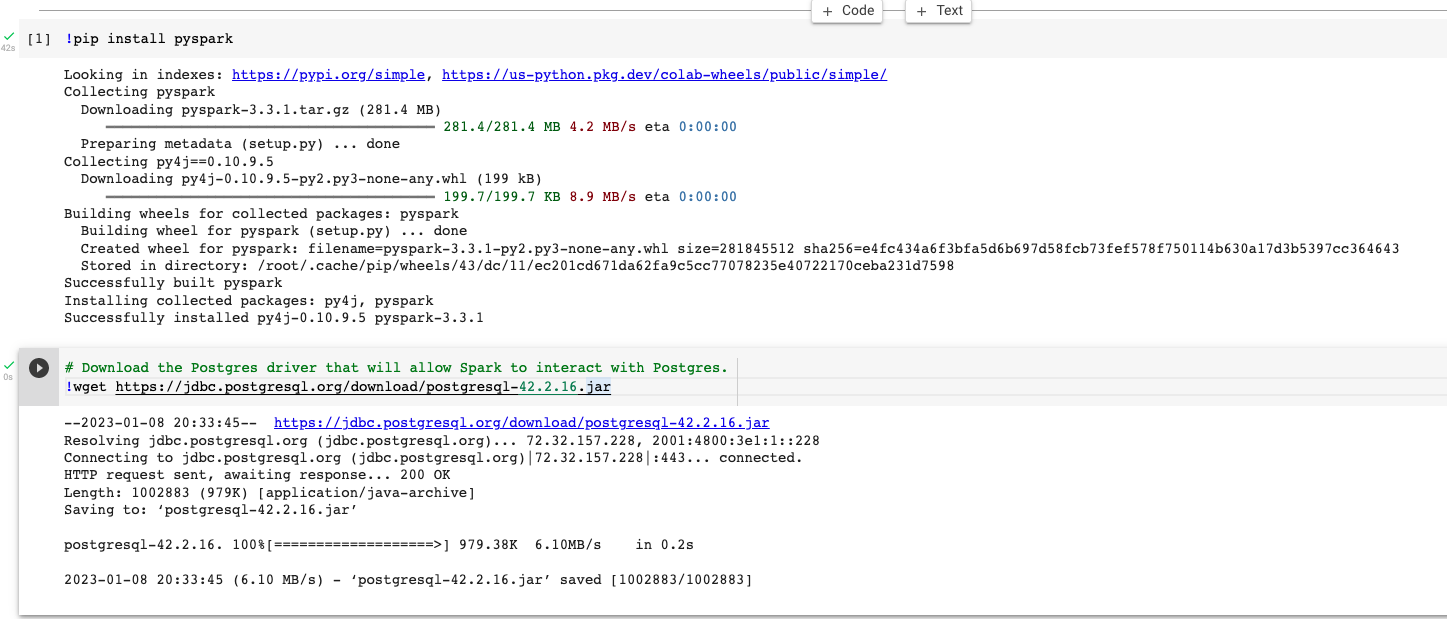 + Code + Text
42s
[1] !pip install pyspark
Looking in indexes: https://pypi.org/simple, https://us-python.pkg.dev/colab-wheels/public/simple/
Collecting pyspark
Downloading pyspark-3.3.1.tar.gz (281.4 MB)
281.4/281.4 MB 4.2 MB/s eta 0:00:00
Preparing metadata (setup.py) ... done
Collecting py4j==0.10.9.5
Downloading py4j-0.10.9.5-py2.py3-none-any.whl (199 kB)
199.7/199.7 KB 8.9 MB/s eta 0:00:00
Building wheels for collected packages: pyspark
Building wheel for pyspark (setup.py) ... done
Created wheel for pyspark: filename=pyspark-3.3.1-py2.py3-none-any.whl size=281845512 sha256=e4fc434a6f3bfa5d6b697d58fcb73fef578f750114b630a17d3b5397cc364643
Stored in directory: /root/.cache/pip/wheels/43/dc/11/ec201cd671da62fa9c5cc77078235e40722170ceba231d7598
Successfully built pyspark
Installing collected packages: py4j, pyspark
Successfully installed py4j-0.10.9.5 pyspark-3.3.1
0s
# Download the Postgres driver that will allow Spark to interact with Postgres.
!wget https://jdbc.postgresql.org/download/postgresql-42.2.16.jar
--2023-01-08 20:33:45-- https://jdbc.postgresql.org/download/postgresql-42.2.16.jar
Resolving jdbc.postgresql.org (jdbc.postgresql.org)... 72.32.157.228, 2001:4800:3e1:1::228
Connecting to jdbc.postgresql.org (jdbc.postgresql.org)|72.32.157.228|:443... connected.
HTTP request sent, awaiting response... 200 OK
Length: 1002883 (979K) [application/java-archive]
Saving to: ‘postgresql-42.2.16.jar’
postgresql-42.2.16. 100%[===================>] 979.38K 6.10MB/s in 0.2s
2023-01-08 20:33:45 (6.10 MB/s) - ‘postgresql-42.2.16.jar’ saved [1002883/1002883]